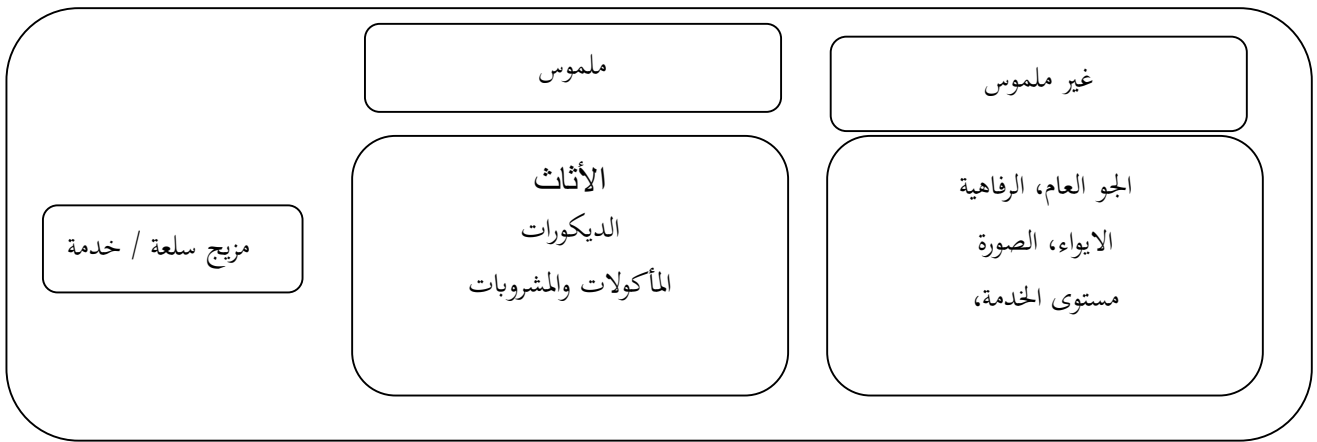 غير ملموس
ملموس
الجو العام، الرفاهية
الايواء، الصورة
مستوى الخدمة،
الأثاث
الديكورات
المأكولات والمشروبات
مزيج سلعة / خدمة